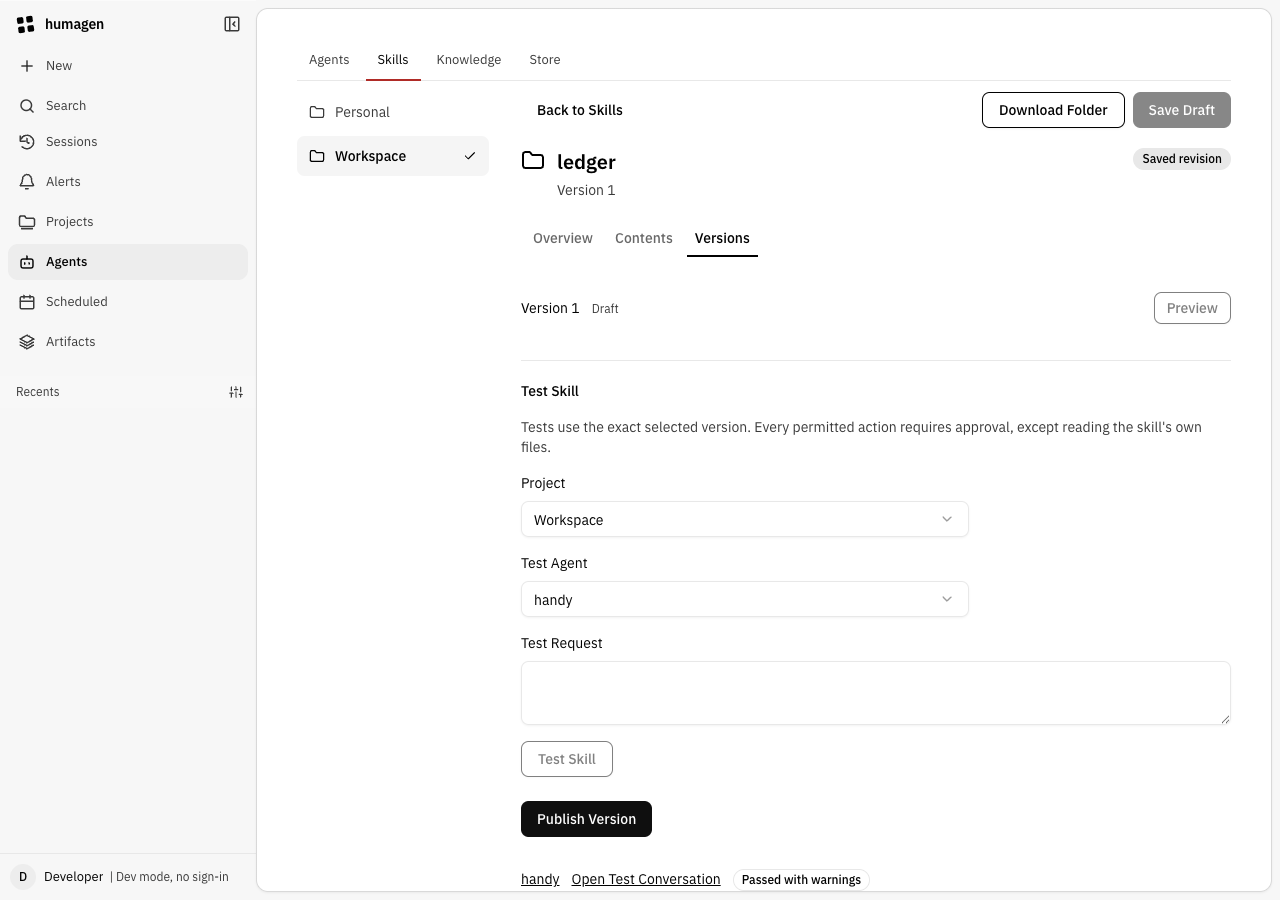 humagen
New
Search
Sessions
Alerts
Projects
Agents
Scheduled
Artifacts
Recents
D Developer | Dev mode, no sign-in
Agents Skills Knowledge Store
Personal
Workspace
Back to Skills Download Folder Save Draft
ledger Saved revision
Version 1
Overview Contents Versions
Version 1 Draft Preview
Test Skill
Tests use the exact selected version. Every permitted action requires approval, except reading the skill's own
files.
Project
Workspace
Test Agent
handy
Test Request
Test Skill
Publish Version
handy Open Test Conversation Passed with warnings